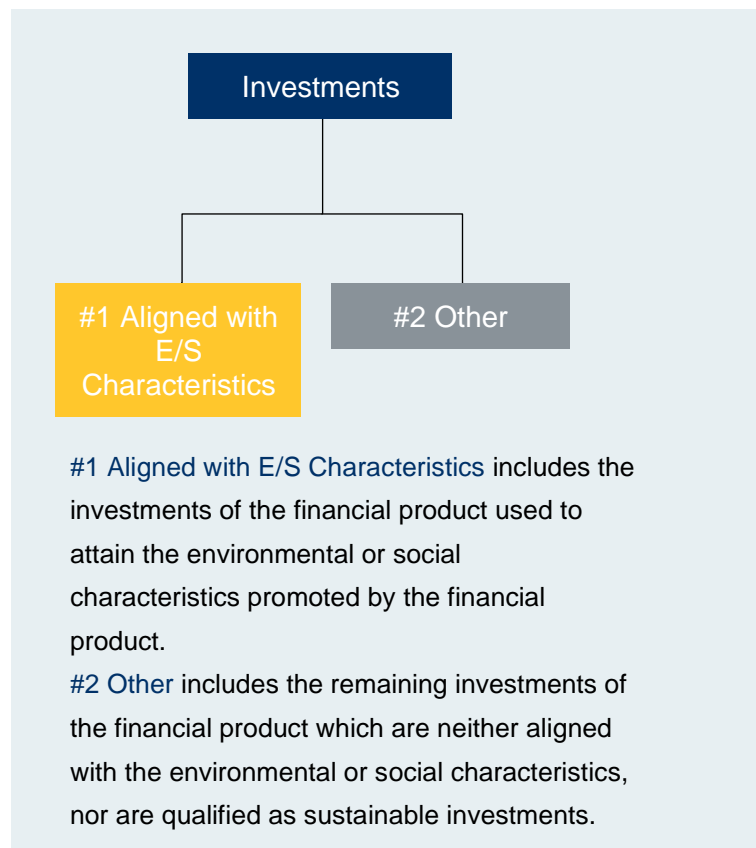 Investments
#1 Aligned with
E/S
Characteristics
#2 Other
#1 Aligned with E/S Characteristics includes the
investments of the financial product used to
attain the environmental or social
characteristics promoted by the financial
product.
#2 Other includes the remaining investments of
the financial product which are neither aligned
with the environmental or social characteristics,
nor are qualified as sustainable investments.